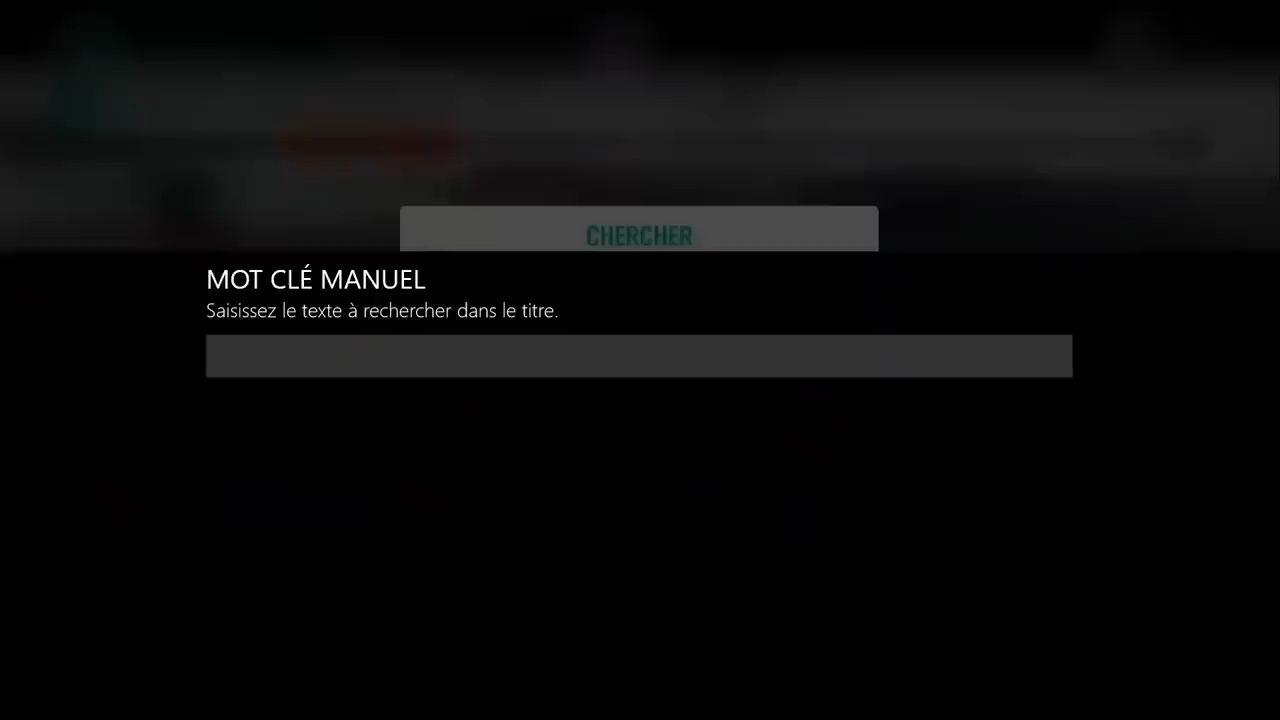 CHERCHER
MOT CLÉ MANUEL
Saisissez le texte à rechercher dans le titre.